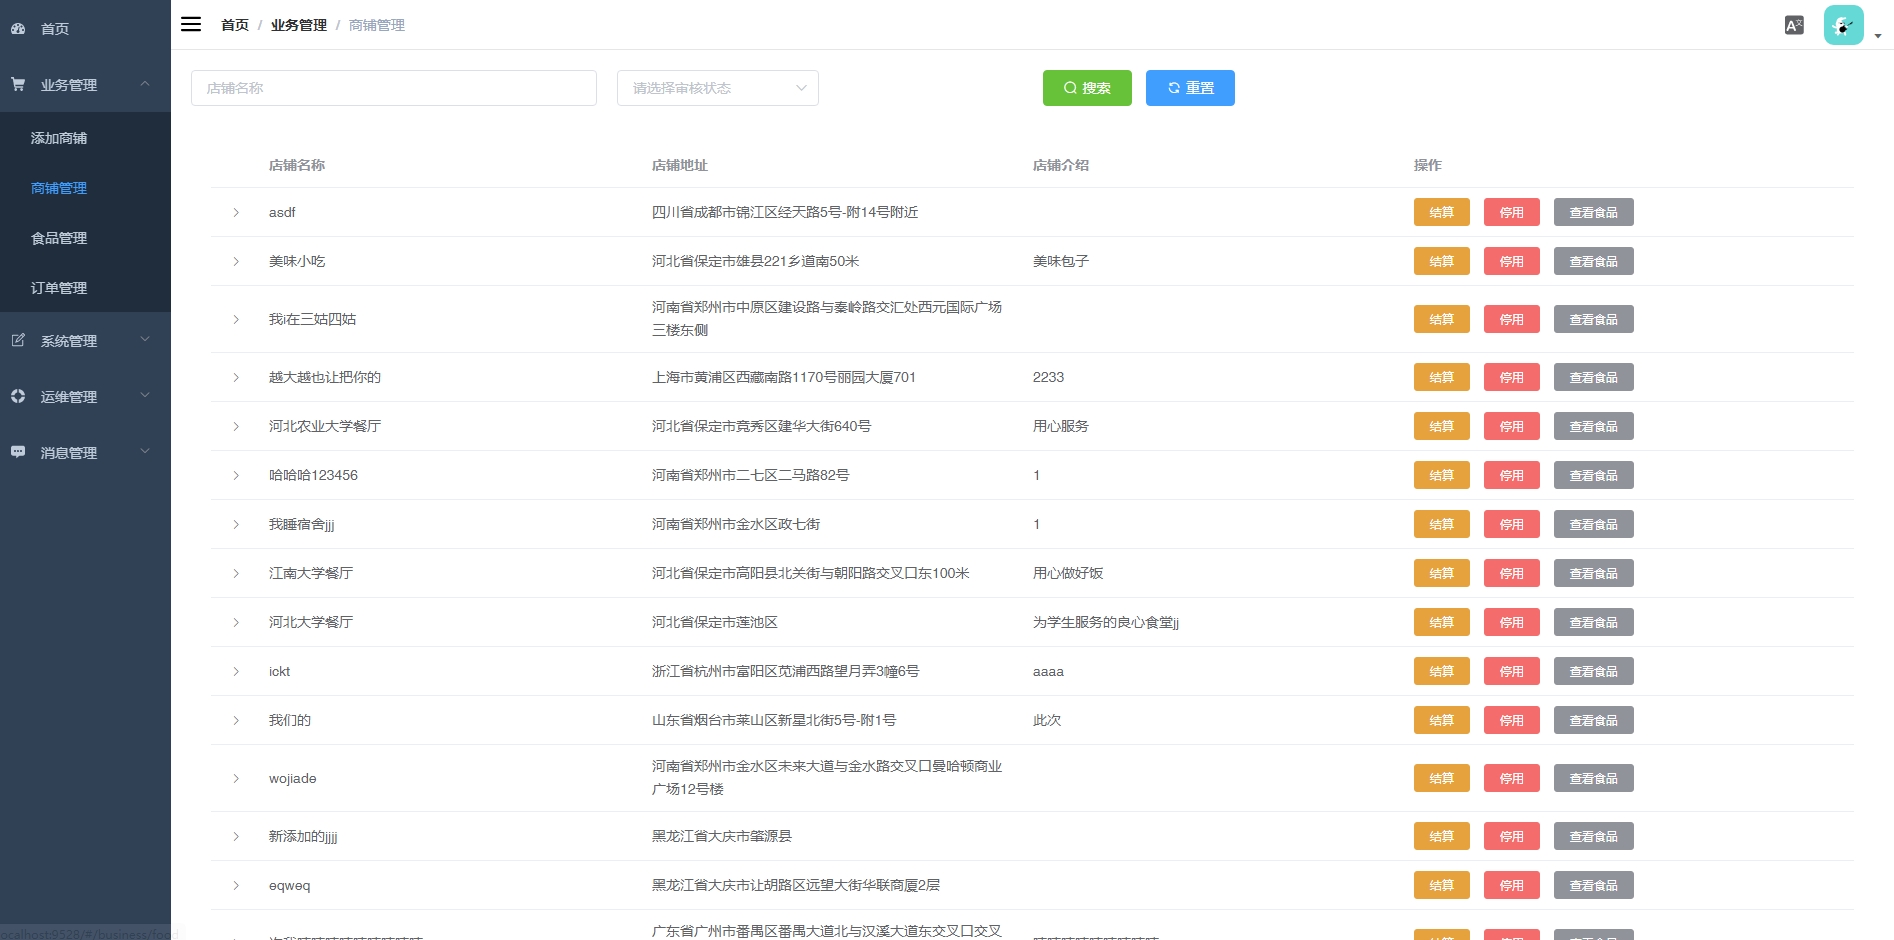 首页
业务管理
添加商铺
商铺管理
食品管理
订单管理
系统管理
运维管理
消息管理
首页 / 业务管理 / 商铺管理
店铺名称 请选择审核状态 搜索 重置
店铺名称 店铺地址 店铺介绍 操作
asdf 四川省成都市锦江区经天路5号-附14号附近 结算 停用 查看食品
美味小吃 河北省保定市雄县221乡道南50米 美味包子 结算 停用 查看食品
我i在三姑四姑 河南省郑州市中原区建设路与秦岭路交汇处西元国际广场
三楼东侧 结算 停用 查看食品
越大越也让把你的 上海市黄浦区西藏南路1170号丽园大厦701 2233 结算 停用 查看食品
河北农业大学餐厅 河北省保定市竞秀区建华大街640号 用心服务 结算 停用 查看食品
哈哈哈123456 河南省郑州市二七区二马路82号 1 结算 停用 查看食品
我睡宿舍jjj 河南省郑州市金水区政七街 1 结算 停用 查看食品
江南大学餐厅 河北省保定市高阳县北关街与朝阳路交叉口东100米 用心做好饭 结算 停用 查看食品
河北大学餐厅 河北省保定市莲池区 为学生服务的良心食堂jj 结算 停用 查看食品
ickt 浙江省杭州市富阳区苋浦西路望月弄3幢6号 aaaa 结算 停用 查看食品
我们的 山东省烟台市莱山区新星北街5号-附1号 此次 结算 停用 查看食品
wojiade 河南省郑州市金水区未来大道与金水路交叉口曼哈顿商业
广场12号楼 结算 停用 查看食品
新添加的jjjj 黑龙江省大庆市肇源县 结算 停用 查看食品
eqweq 黑龙江省大庆市让胡路区远望大街华联商厦2层 结算 停用 查看食品
广东省广州市番禺区番禺大道北与汉溪大道东交叉口交叉
ocalhost:9528/#/business/food